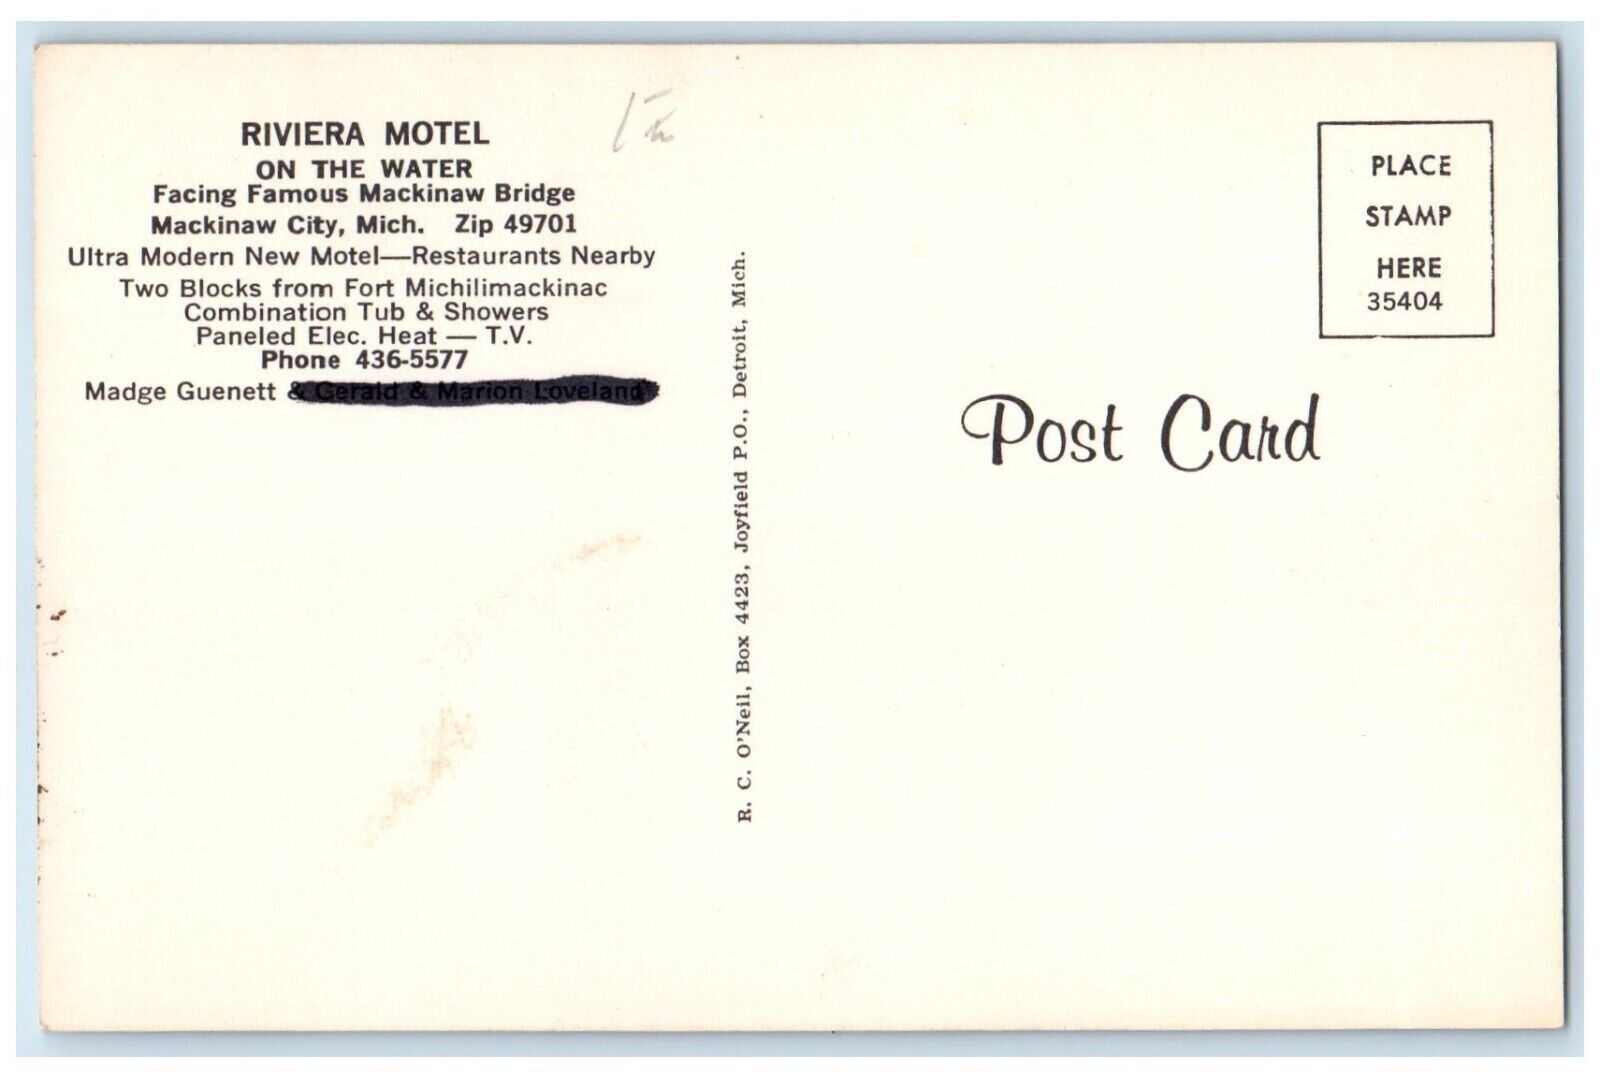 RIVIERA MOTEL
ON THE WATER
Facing Famous Mackinaw Bridge
Mackinaw City, Mich. Zip 49701
Ultra Modern New Motel—Restaurants Nearby
Two Blocks from Fort Michilimackinac
Combination Tub & Showers
Paneled Elec. Heat — T.V.
Phone 436-5577
Madge Guenett & Gerald & Marion Loveland
R. C. O'Neil, Box 4423, Joyfield P.O., Detroit, Mich.
PLACE
STAMP
HERE
35404
Post Card